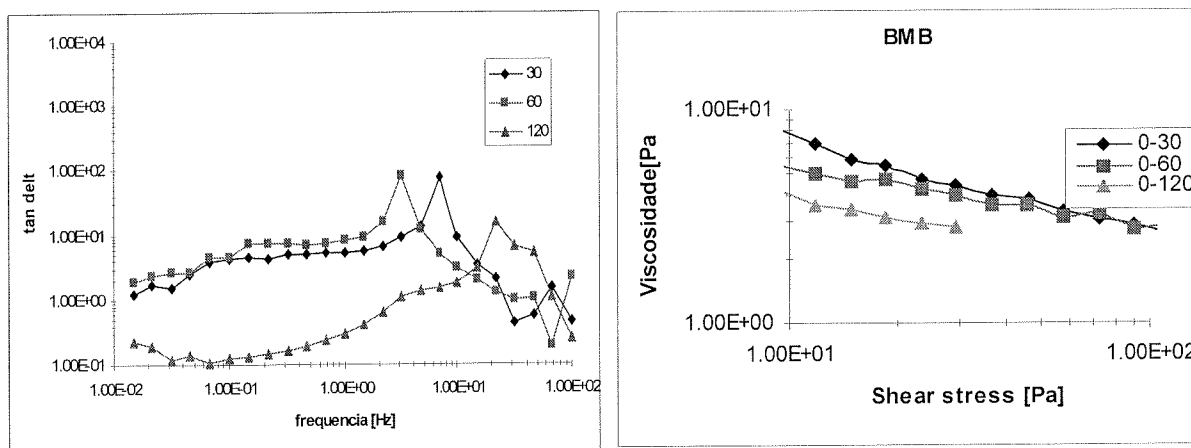 1.00E+04
1.00E+03
1.00E+02
1.00E+01
1.00E+00
1.00E-01
tan delt
30
60
120
1.00E-02 1.00E-01 1.00E+00 1.00E+01 1.00E+02
frequencia [Hz]
BMB
1.00E+01
1.00E+00
Viscosidade[Pa
0-30
0-60
0-120
1.00E+01 1.00E+02
Shear stress [Pa]